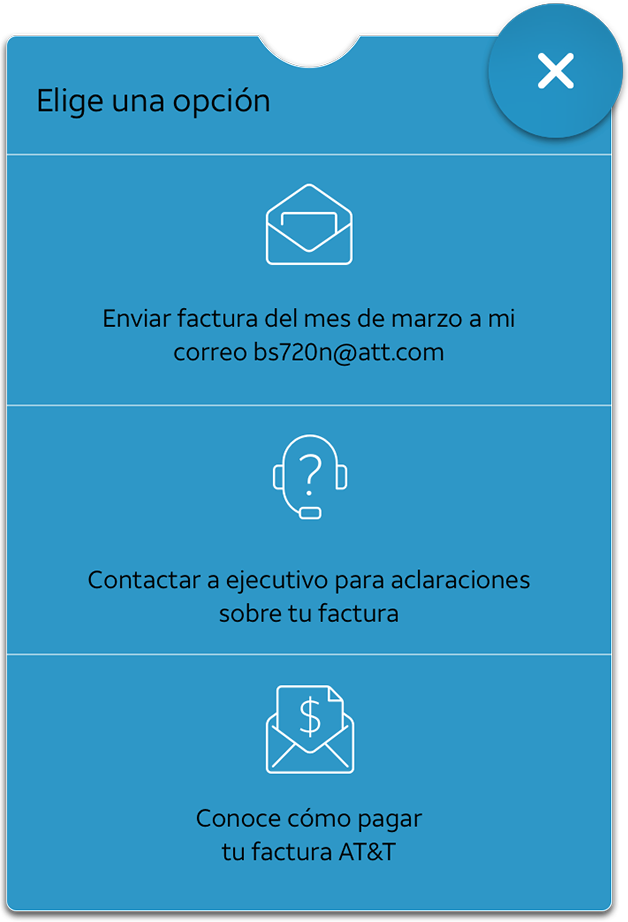 Elige una opción
Enviar factura del mes de marzo a mi
correo bs720n@att.com
?
Contactar a ejecutivo para aclaraciones
sobre tu factura
$
Conoce cómo pagar
tu factura AT&T